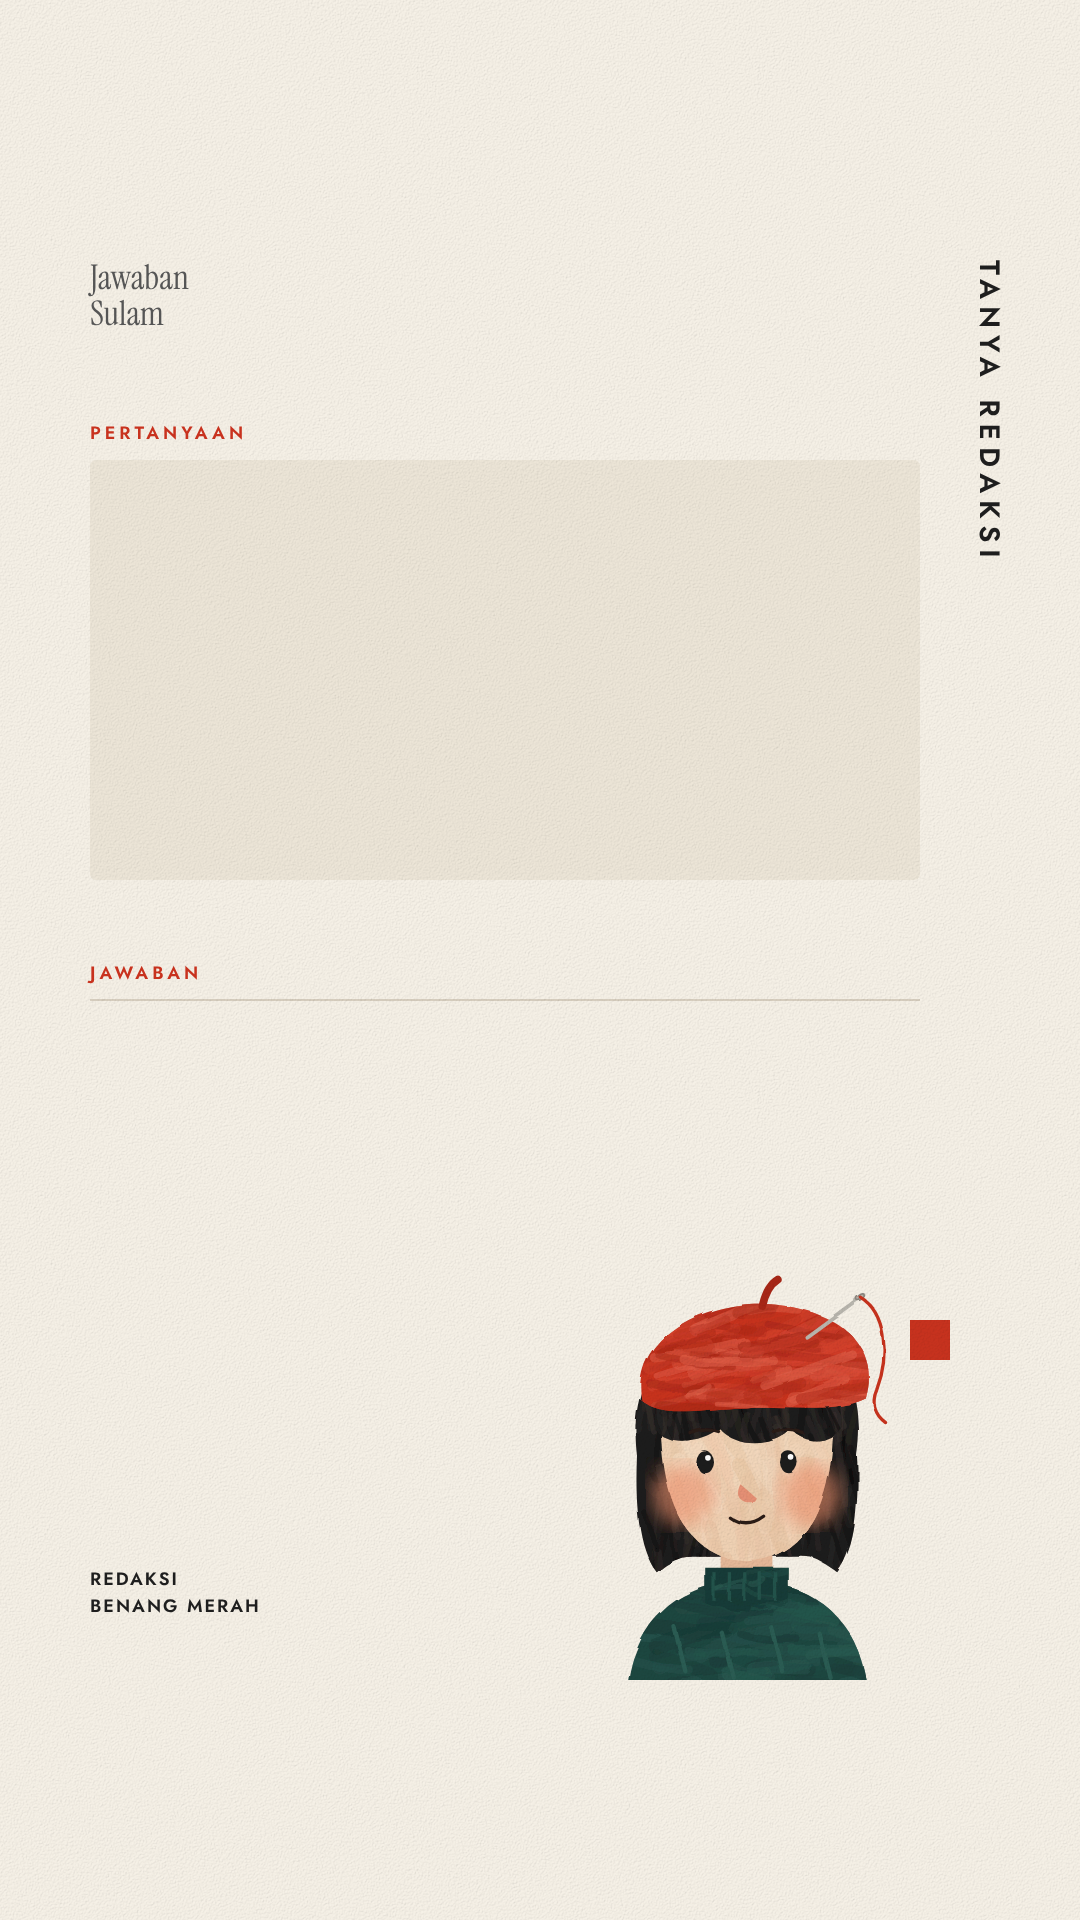 Jawaban
Sulam
TANYA REDAKSI
PERTANYAAN
JAWABAN
REDAKSI
BENANG MERAH